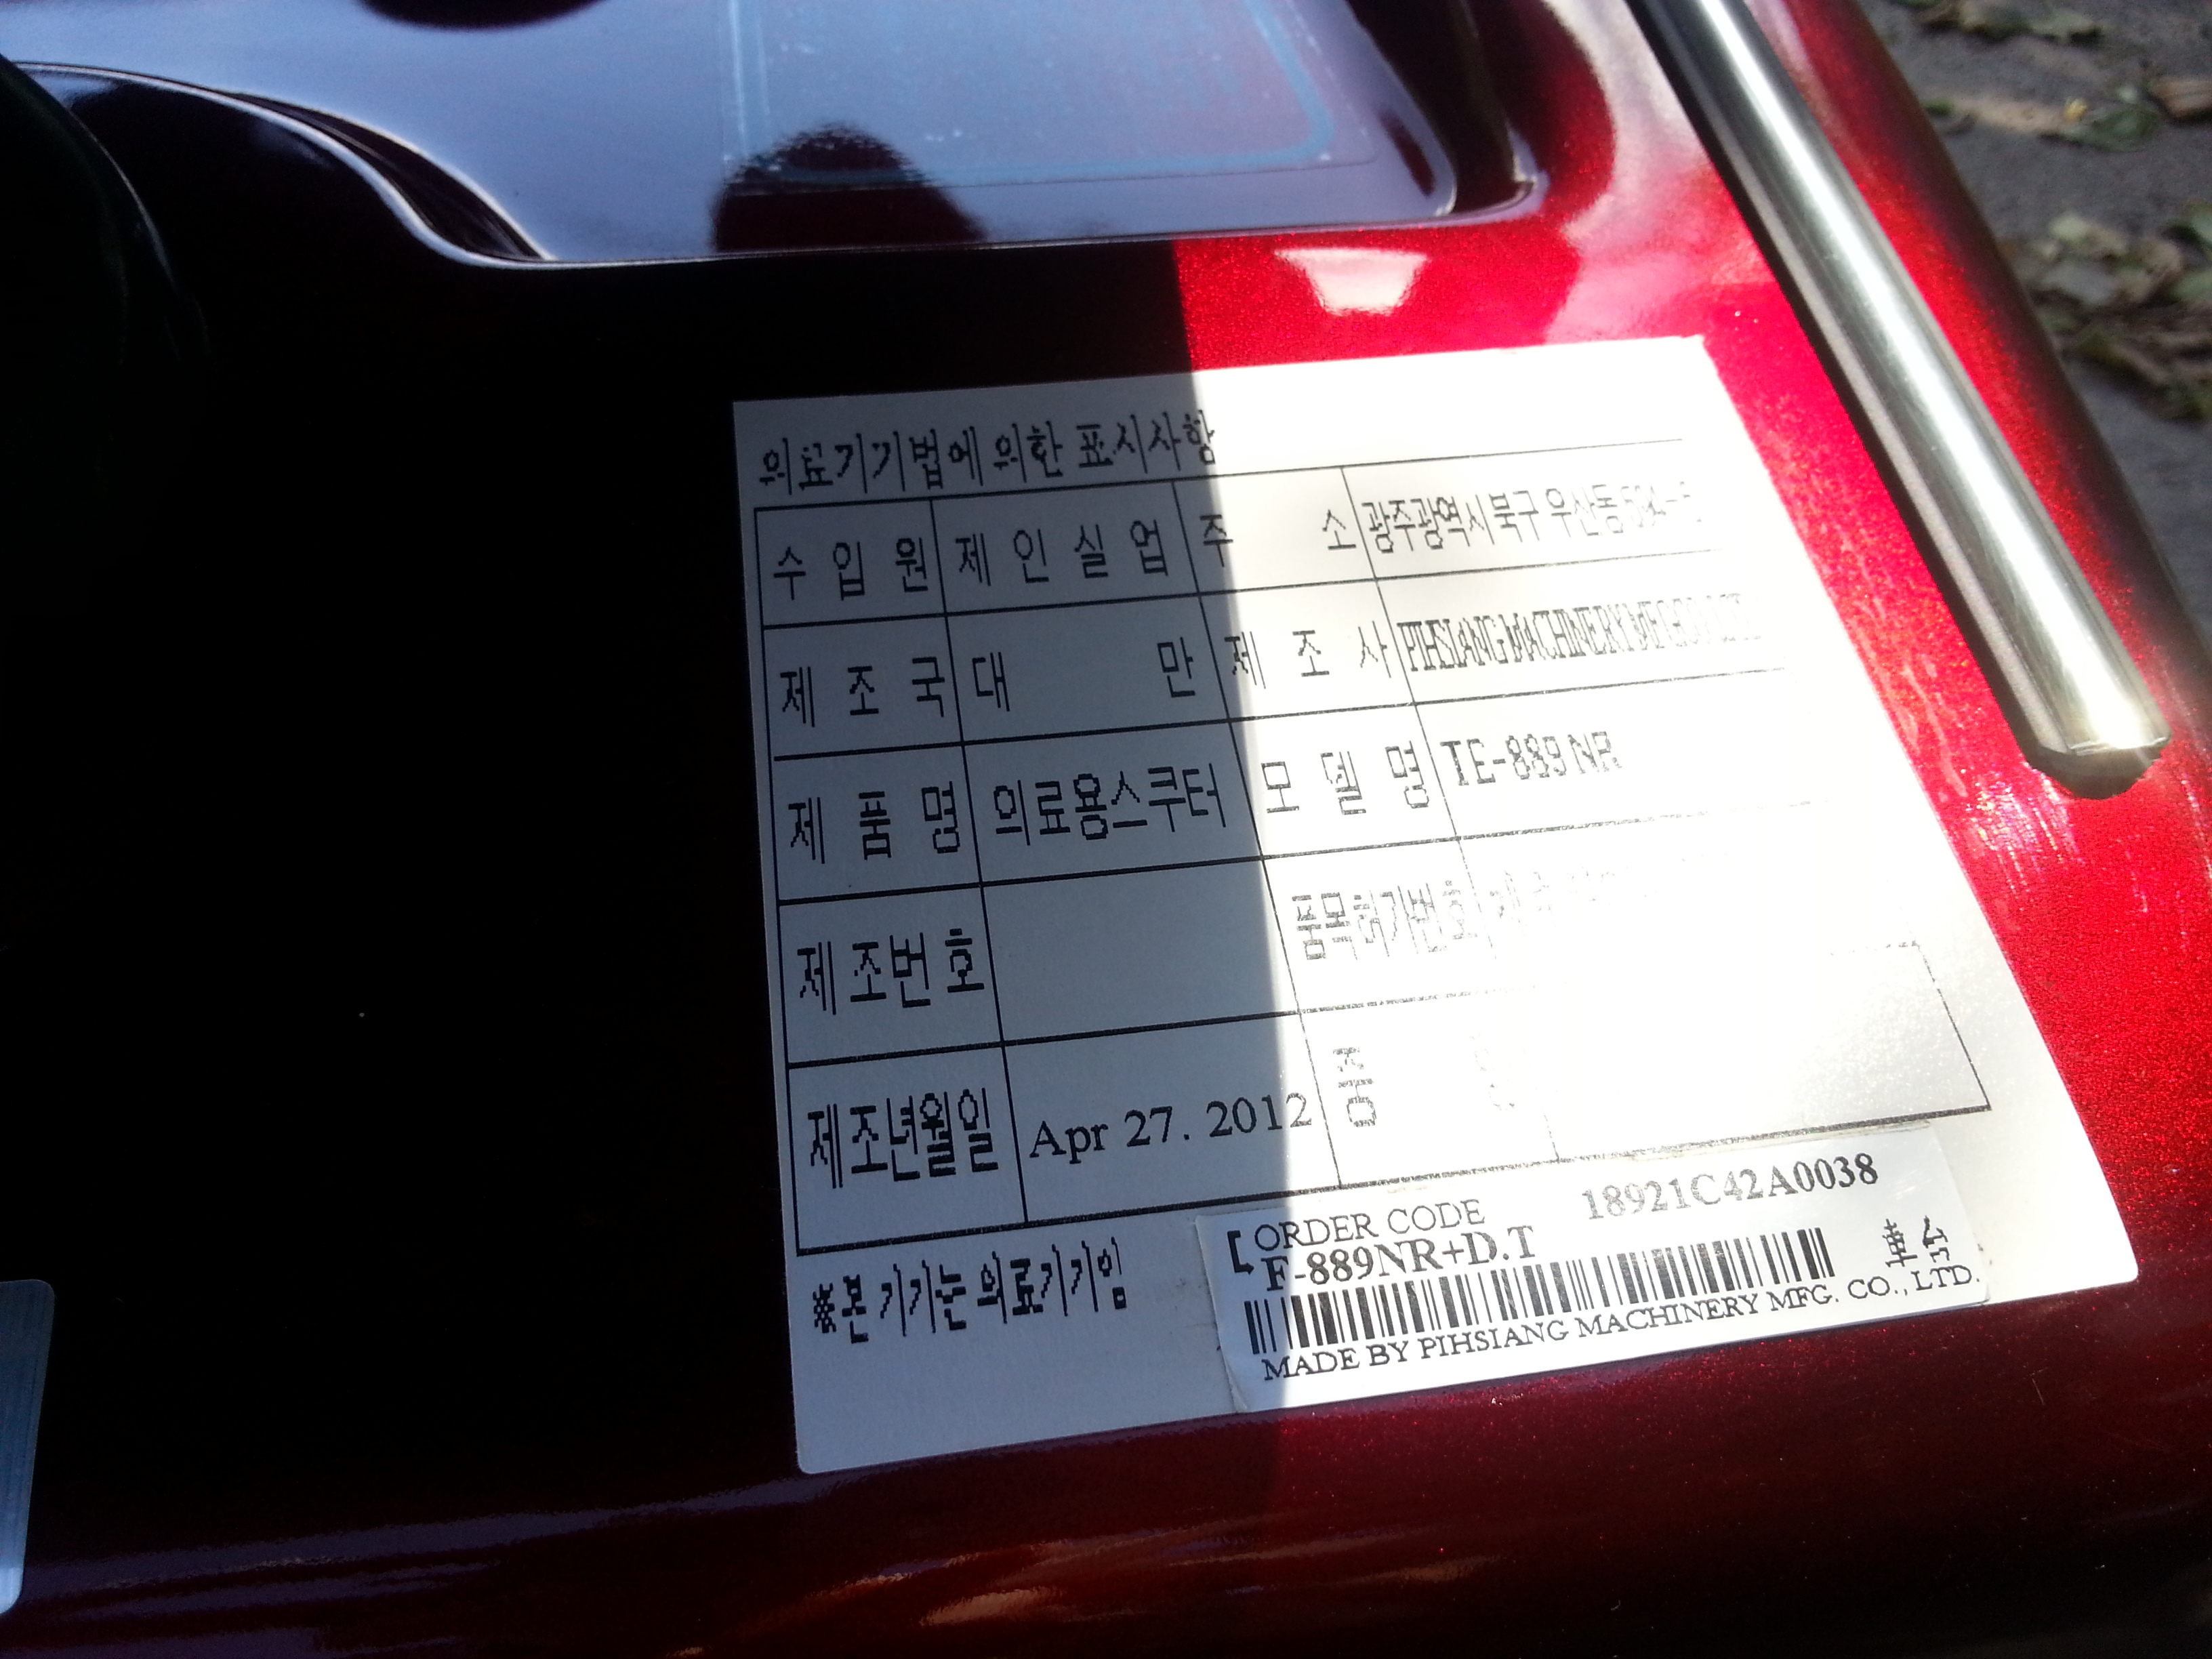 의료기기법에 의한 표시사항
수 입 원 제 인 실 업 주 소 광주광역시 북구 우산동
제 조 국 대 만 제 조 사 PIHSIANG MACHINERY MFG
제 품 명 의료용스쿠터 모 델 명 TE-889NR
제조번호 품목허가번호
제조년월일 Apr 27. 2012 중
※본 기기는 의료기기임
ORDER CODE 18921C42A0038
F-889NR+D.T 車台
MADE BY PIHSIANG MACHINERY MFG. CO., LTD.